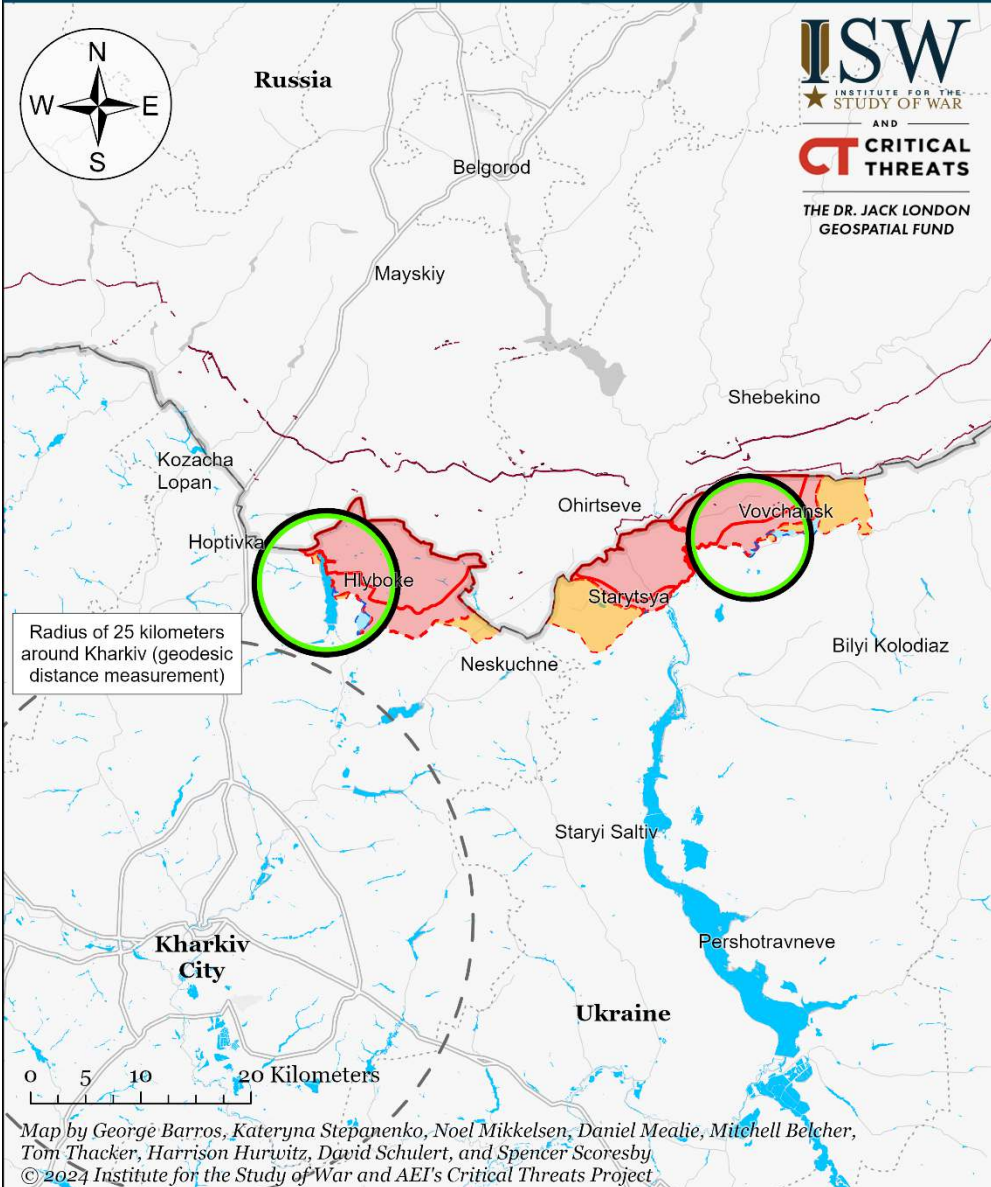 N
W E
S
Russia
ISW
INSTITUTE FOR THE
STUDY OF WAR
AND
CT CRITICAL
THREATS
THE DR. JACK LONDON
GEOSPATIAL FUND
Belgorod
Mayskiy
Shebekino
Kozacha
Lopan
Ohirtseve
Vovchansk
Hoptivka
Hlyboke
Starytsya
Radius of 25 kilometers
around Kharkiv (geodesic
distance measurement)
Neskuchne
Bilyi Kolodiaz
Staryi Saltiv
Kharkiv
City
Pershotravneve
Ukraine
0 5 10 20 Kilometers
Map by George Barros, Kateryna Stepanenko, Noel Mikkelsen, Daniel Mealie, Mitchell Belcher,
Tom Thacker, Harrison Hurwitz, David Schulert, and Spencer Scoresby
© 2024 Institute for the Study of War and AEI's Critical Threats Project